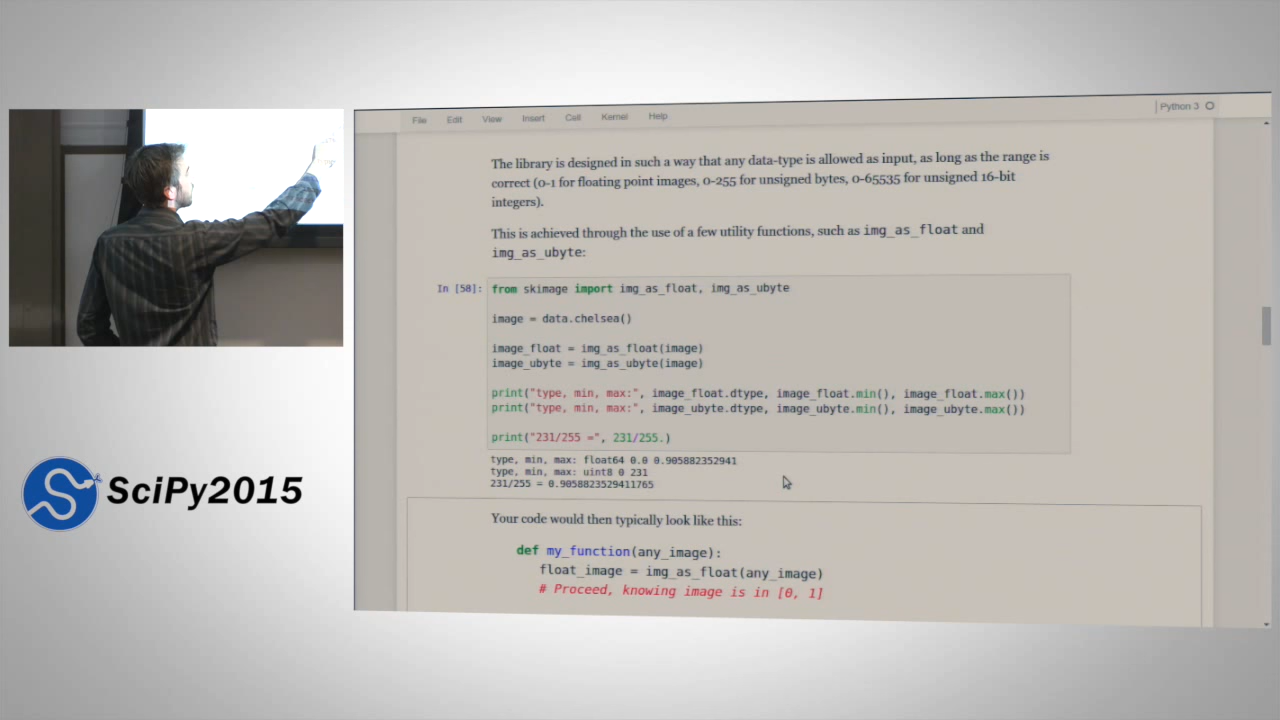 File Edit View Insert Cell Kernel Help
Python 3
The library is designed in such a way that any data-type is allowed as input, as long as the range is
correct (0-1 for floating point images, 0-255 for unsigned bytes, 0-65535 for unsigned 16-bit
integers).
This is achieved through the use of a few utility functions, such as img_as_float and
img_as_ubyte:
In [58]:
from skimage import img_as_float, img_as_ubyte
image = data.chelsea()
image_float = img_as_float(image)
image_ubyte = img_as_ubyte(image)
print("type, min, max:", image_float.dtype, image_float.min(), image_float.max())
print("type, min, max:", image_ubyte.dtype, image_ubyte.min(), image_ubyte.max())
print("231/255 =", 231/255.)
type, min, max: float64 0.0 0.905882352941
type, min, max: uint8 0 231
231/255 = 0.9058823529411765
Your code would then typically look like this:
def my_function(any_image):
float_image = img_as_float(any_image)
# Proceed, knowing image is in [0, 1]
SciPy2015